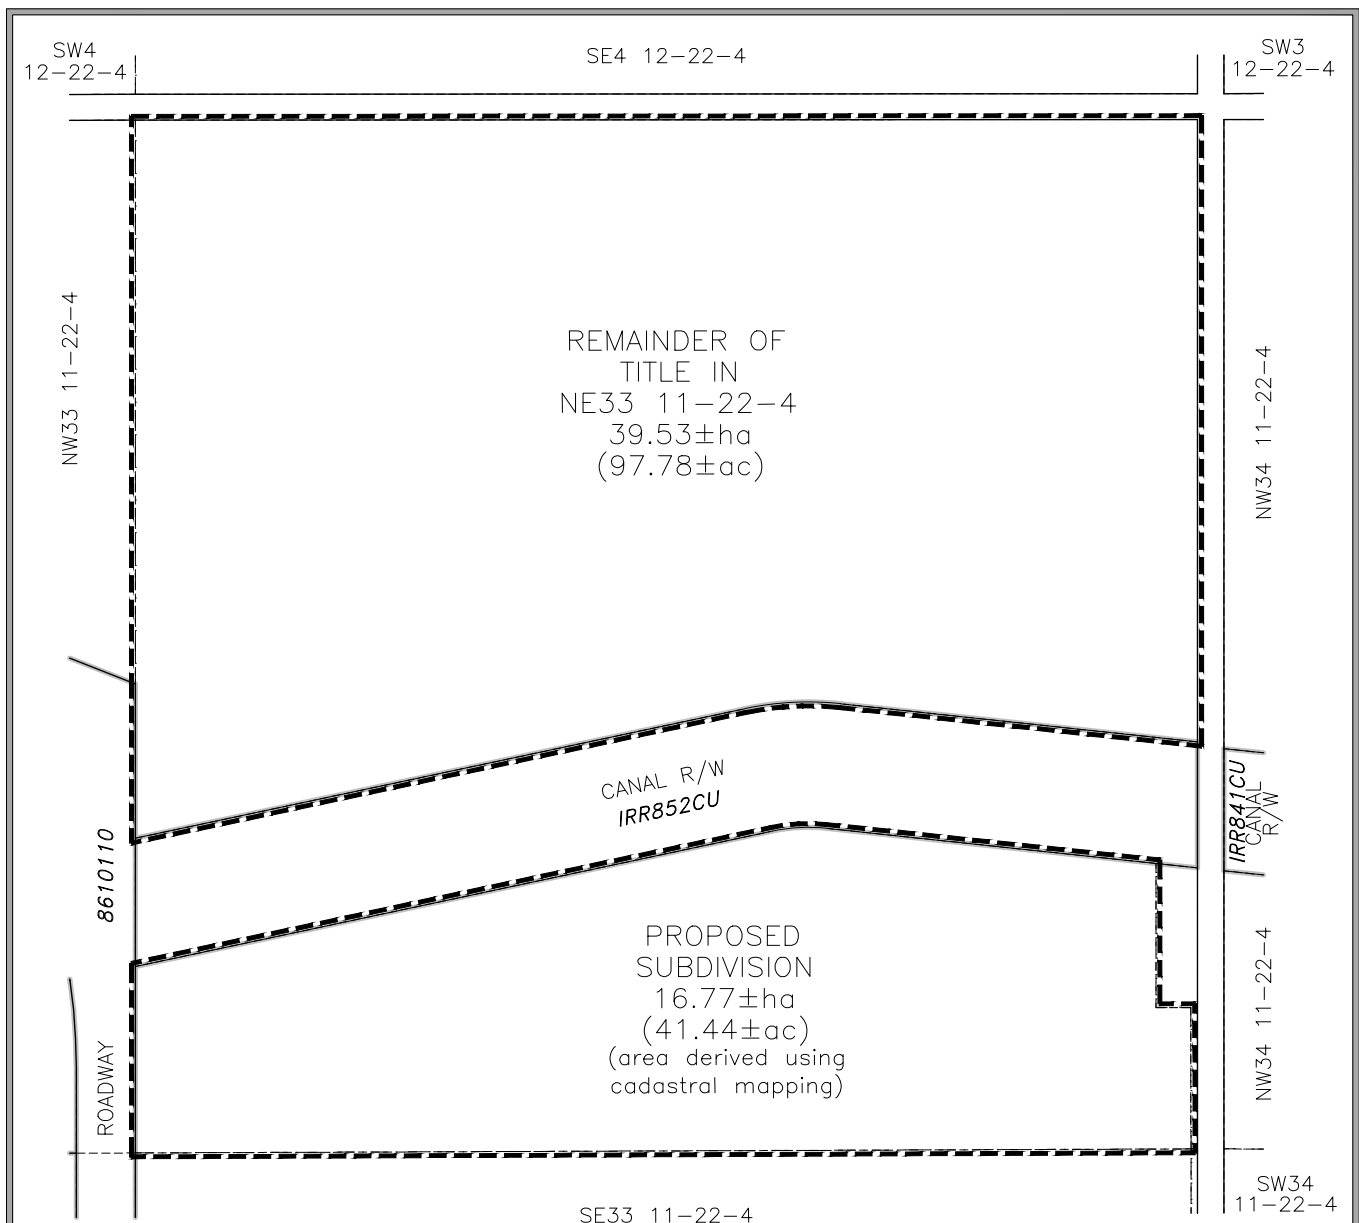 SW4
12-22-4
SE4 12-22-4
SW3
12-22-4
NW33 11-22-4
REMAINDER OF
TITLE IN
NE33 11-22-4
39.53±ha
(97.78±ac)
NW34 11-22-4
CANAL R/W
IRR852CU
IRR841CU
CANAL
R/W
8610110
ROADWAY
PROPOSED
SUBDIVISION
16.77±ha
(41.44±ac)
(area derived using
cadastral mapping)
NW34 11-22-4
SW34
11-22-4
SE33 11-22-4